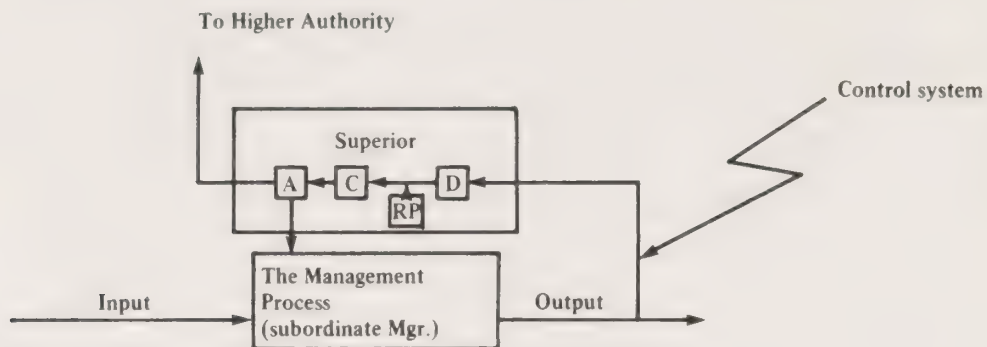 To Higher Authority
Control system
Superior
A C RP D
The Management
Process
(subordinate Mgr.)
Input
Output